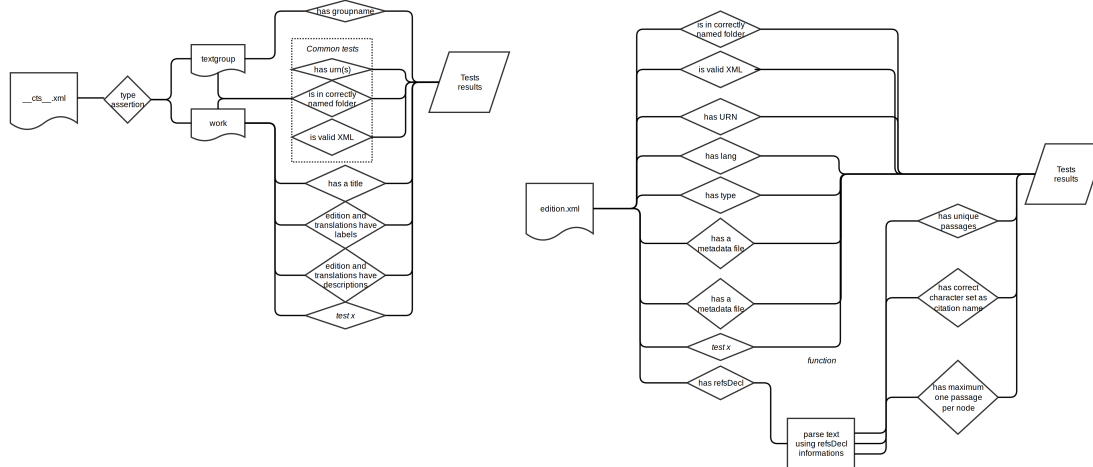 has groupname
textgroup
Common tests
has urn(s)
__cts__.xml
type
assertion
is in correctly
named folder
Tests
results
work
is valid XML
has a title
edition and
translations have
labels
edition and
translations have
descriptions
test x
is in correctly
named folder
is valid XML
has URN
has lang
has type
edition.xml
has a
metadata file
has a
metadata file
test x
function
has refsDecl
parse text
using refsDecl
informations
has unique
passages
has correct
character set as
citation name
has maximum
one passage
per node
Tests
results